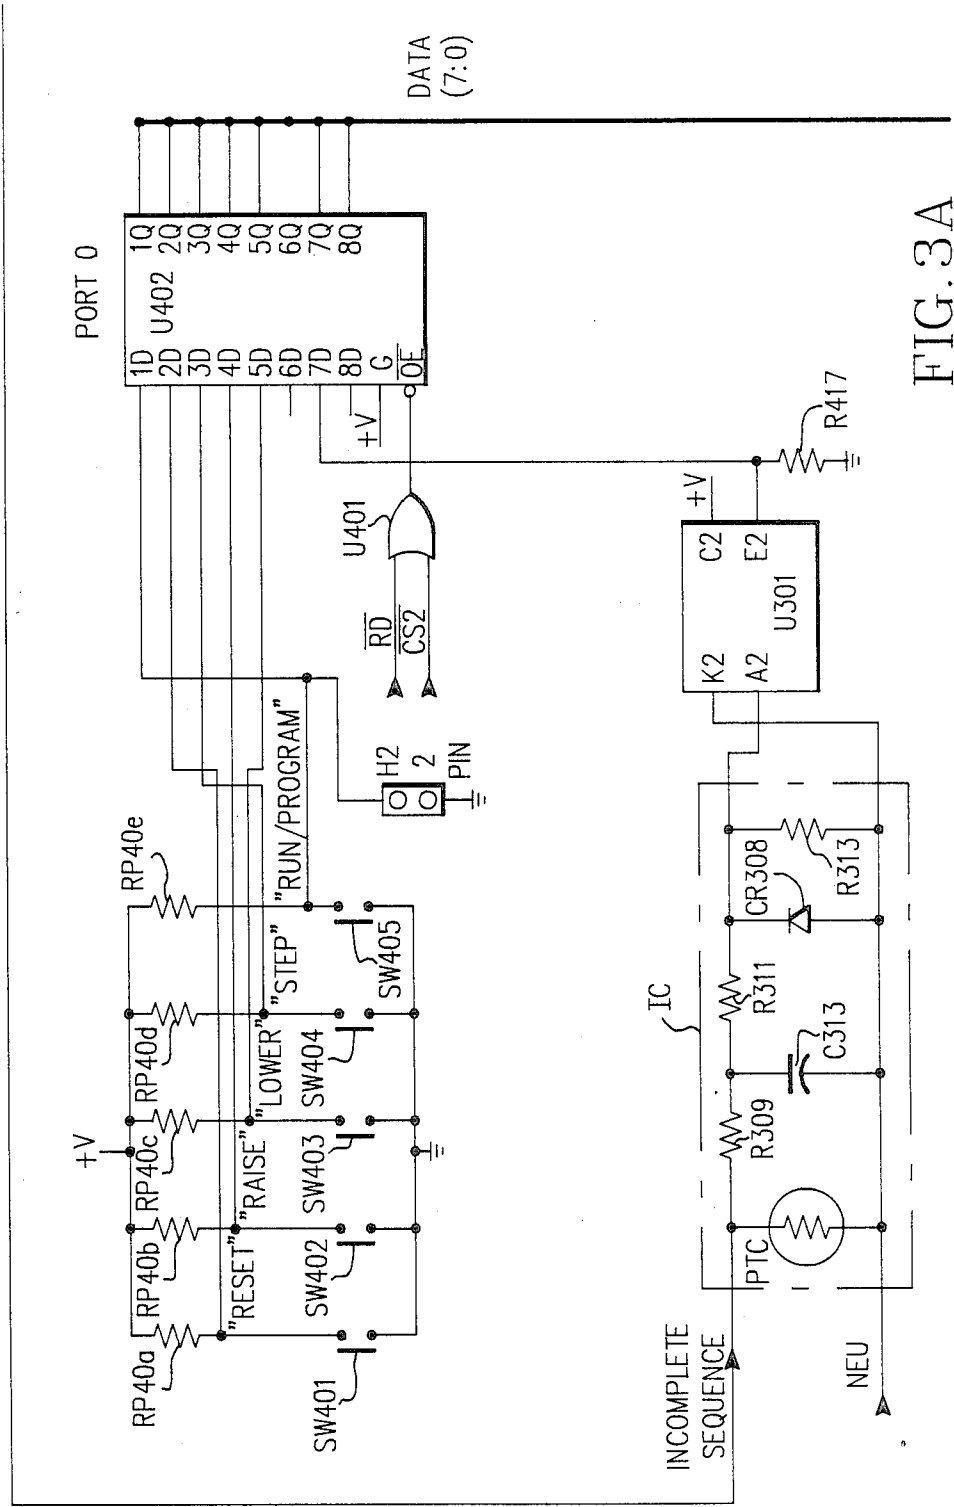 PORT 0
DATA
(7:0)
1D
2D
3D
4D
5D
6D
7D
8D
G
OE
U402
1Q
2Q
3Q
4Q
5Q
6Q
7Q
8Q
+V
U401
RD
CS2
H2
2
PIN
+V
RP40a
RP40b
RP40c
RP40d
RP40e
"RESET"
"RAISE"
"LOWER"
"STEP"
"RUN/PROGRAM"
SW401
SW402
SW403
SW404
SW405
INCOMPLETE
SEQUENCE
NEU
PTC
R309
C313
R311
CR308
R313
IC
K2
A2
C2
E2
U301
+V
R417
FIG. 3A